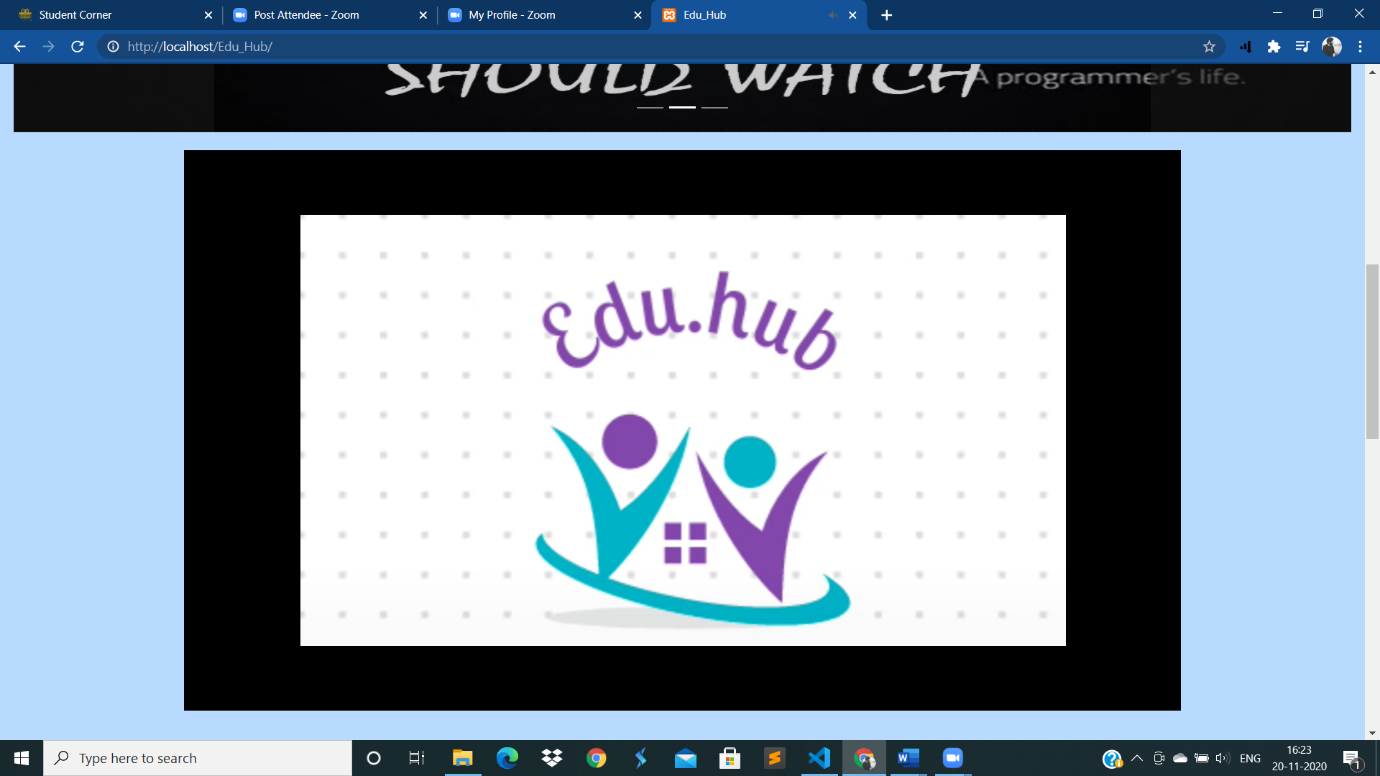 Student Corner
Post Attendee - Zoom
My Profile - Zoom
Edu_Hub
http://localhost/Edu_Hub/
SHOULD WATCH
A programmer's life.
Edu.hub
Type here to search
ENG
16:23
20-11-2020
1